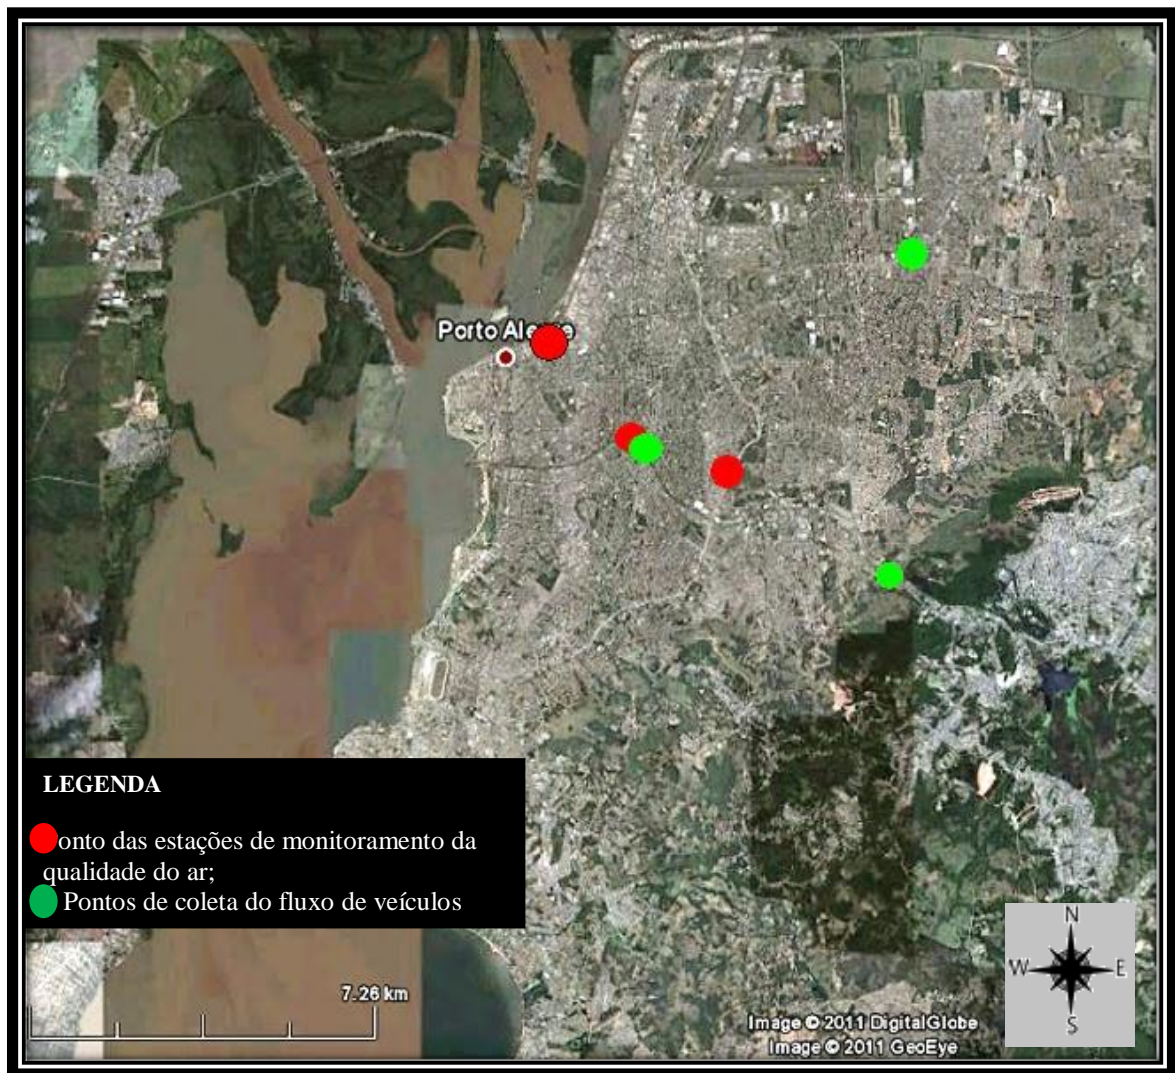 Porto Alegre
LEGENDA
onto das estações de monitoramento da
qualidade do ar;
Pontos de coleta do fluxo de veículos
7.26 km
N
W E
S
Image © 2011 DigitalGlobe
Image © 2011 GeoEye